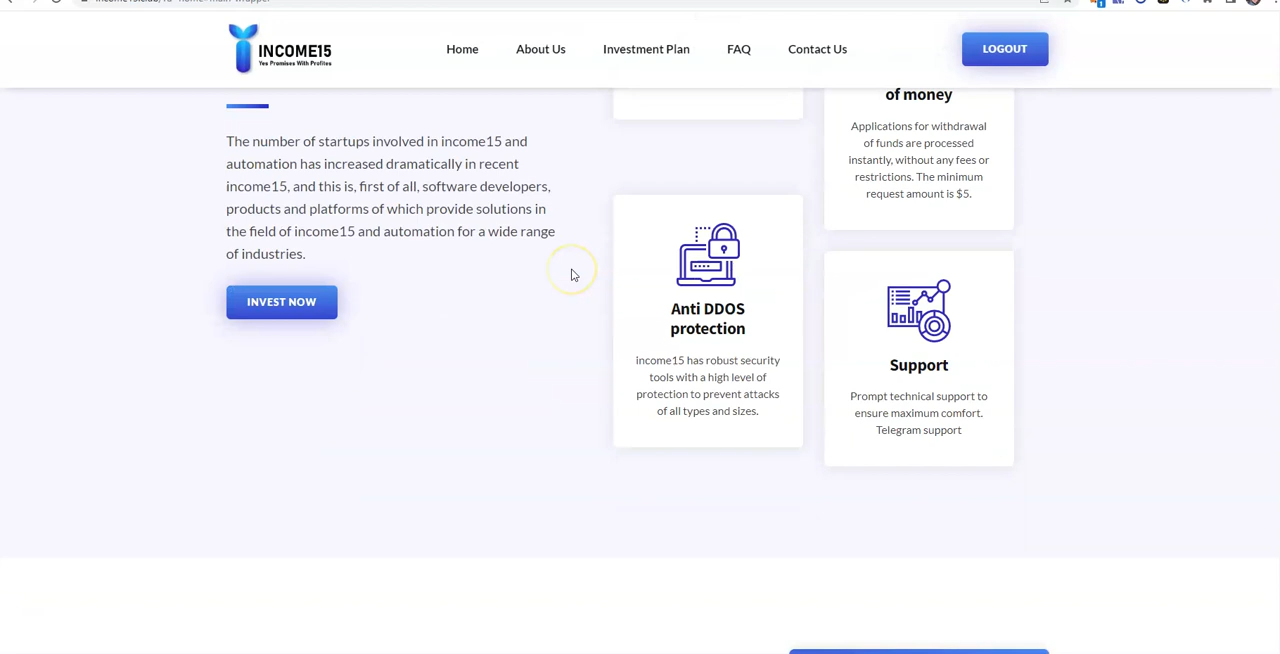 INCOME15
Yes Promises With Profites
Home
About Us
Investment Plan
FAQ
Contact Us
LOGOUT
The number of startups involved in income15 and
automation has increased dramatically in recent
income15, and this is, first of all, software developers,
products and platforms of which provide solutions in
the field of income15 and automation for a wide range
of industries.
INVEST NOW
of money
Applications for withdrawal
of funds are processed
instantly, without any fees or
restrictions. The minimum
request amount is $5.
Anti DDOS
protection
income15 has robust security
tools with a high level of
protection to prevent attacks
of all types and sizes.
Support
Prompt technical support to
ensure maximum comfort.
Telegram support